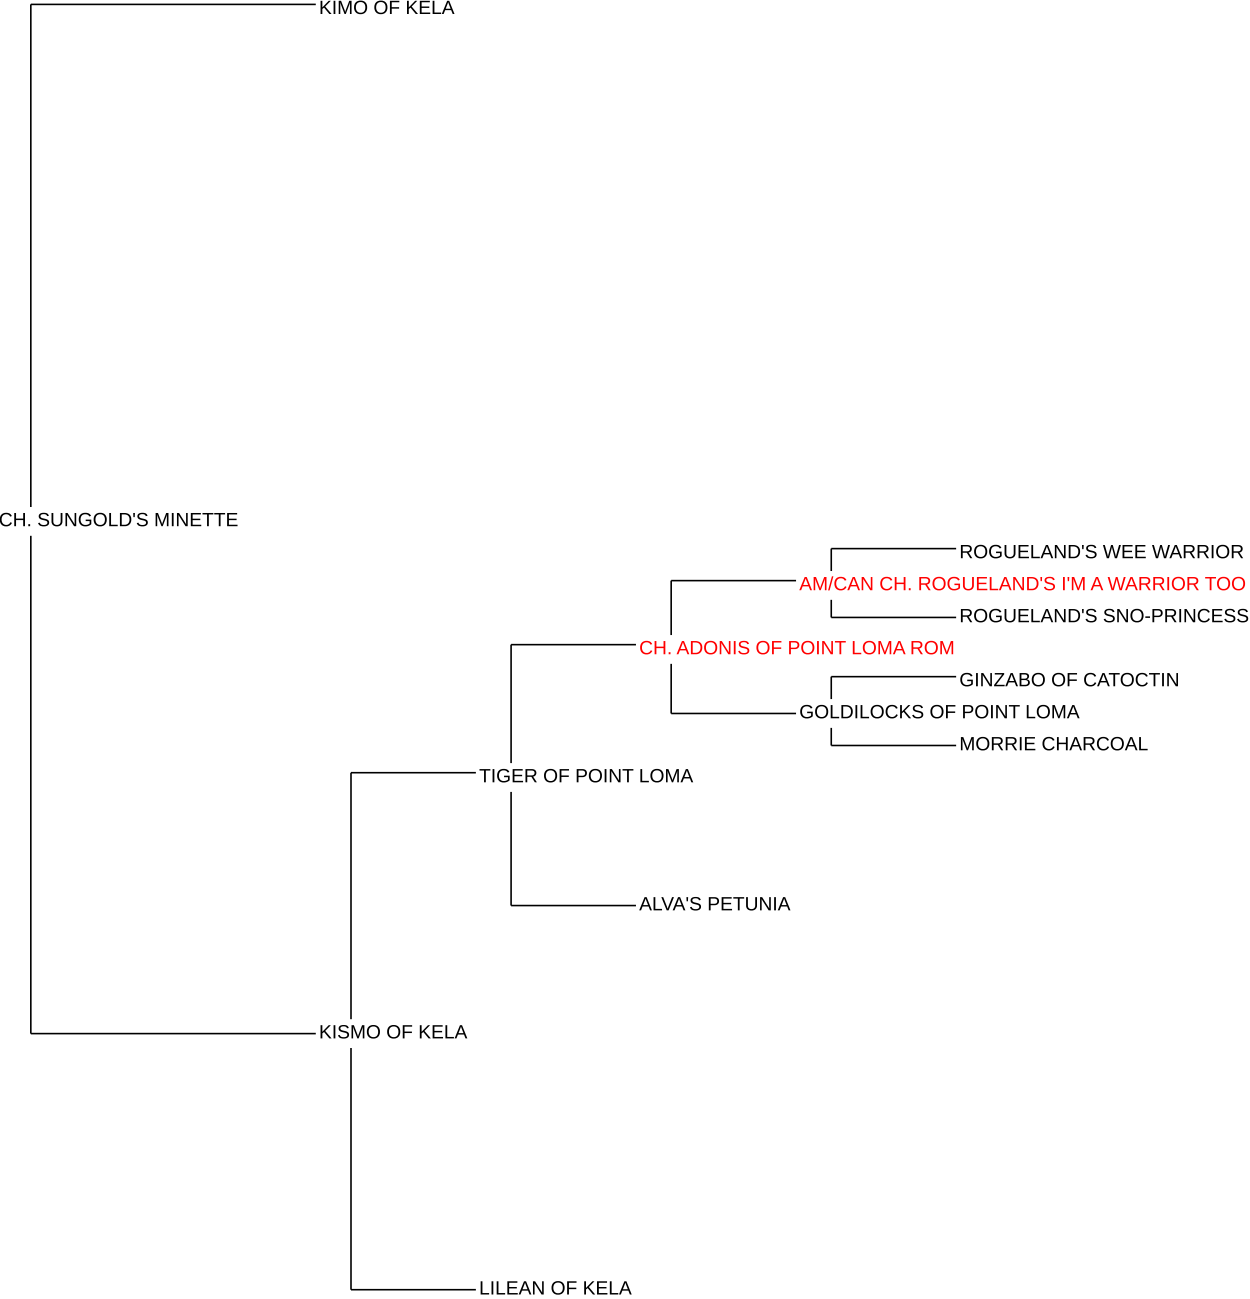 KIMO OF KELA
CH. SUNGOLD'S MINETTE
ROGUELAND'S WEE WARRIOR
AM/CAN CH. ROGUELAND'S I'M A WARRIOR TOO
ROGUELAND'S SNO-PRINCESS
CH. ADONIS OF POINT LOMA ROM
GINZABO OF CATOCTIN
GOLDILOCKS OF POINT LOMA
MORRIE CHARCOAL
TIGER OF POINT LOMA
ALVA'S PETUNIA
KISMO OF KELA
LILEAN OF KELA